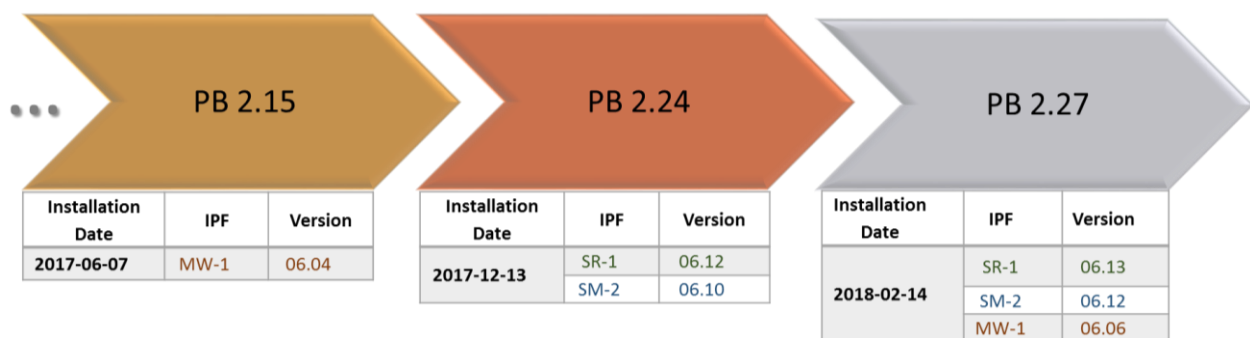 ...
PB 2.15
PB 2.24
PB 2.27
Installation Date IPF Version
2017-06-07 MW-1 06.04
Installation Date IPF Version
2017-12-13 SR-1 06.12
SM-2 06.10
Installation Date IPF Version
2018-02-14 SR-1 06.13
SM-2 06.12
MW-1 06.06